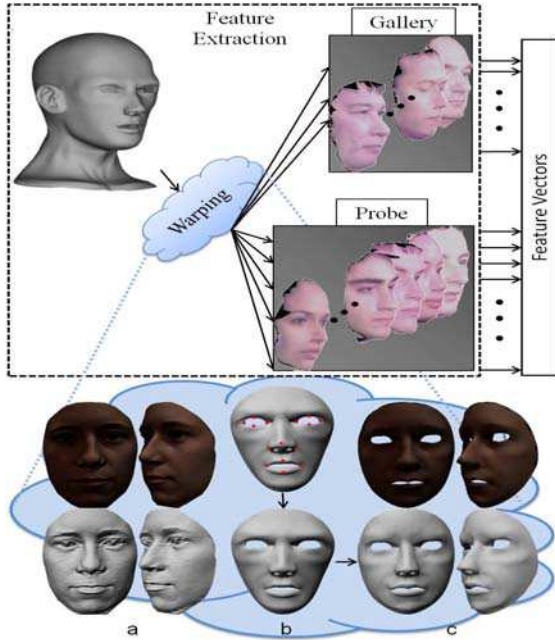 Feature
Extraction
Gallery
Warping
Probe
Feature Vectors
a b c